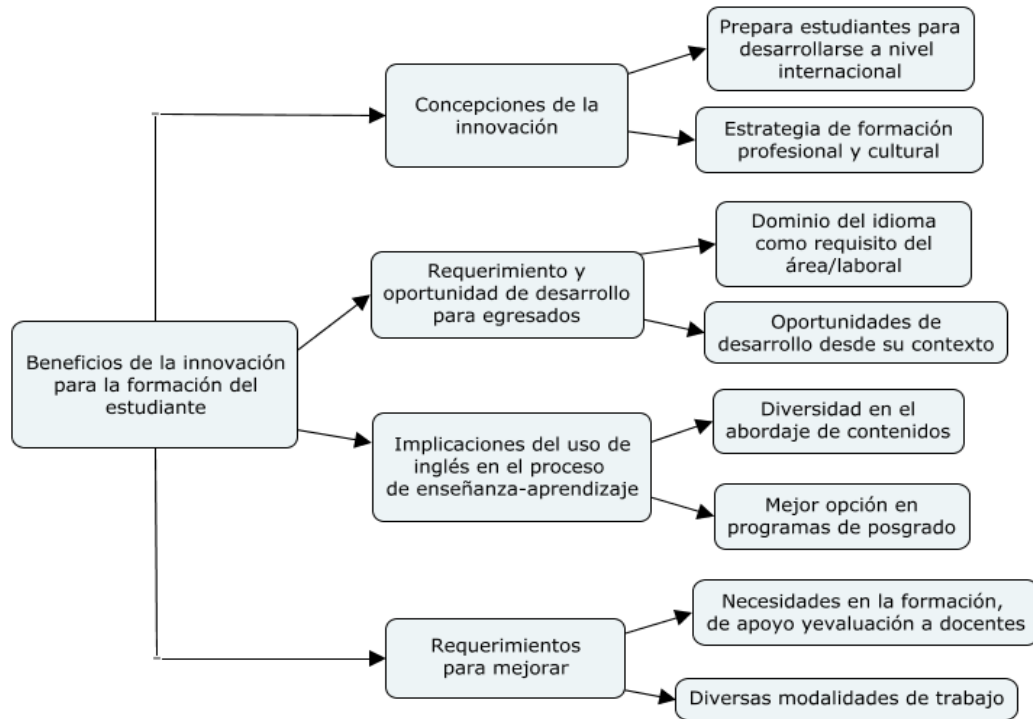 Prepara estudiantes para
desarrollarse a nivel
internacional
Concepciones de la
innovación
Estrategia de formación
profesional y cultural
Dominio del idioma
como requisito del
área/laboral
Requerimiento y
oportunidad de desarrollo
para egresados
Oportunidades de
desarrollo desde su contexto
Beneficios de la innovación
para la formación del
estudiante
Diversidad en el
abordaje de contenidos
Implicaciones del uso de
inglés en el proceso
de enseñanza-aprendizaje
Mejor opción en
programas de posgrado
Necesidades en la formación,
de apoyo yevaluación a docentes
Requerimientos
para mejorar
Diversas modalidades de trabajo